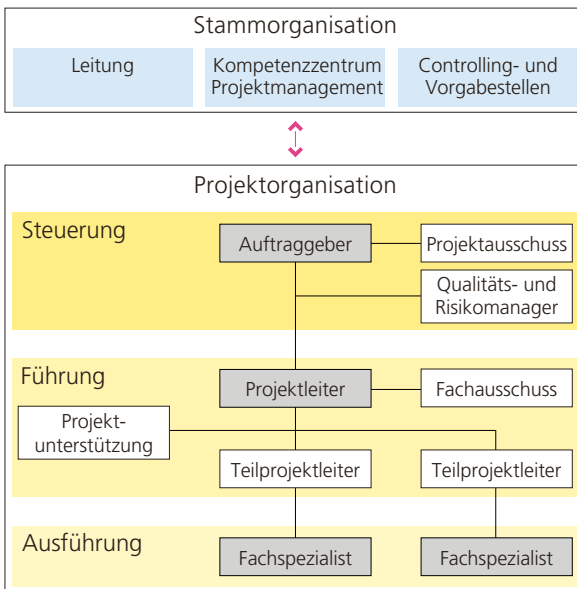 Stammorganisation
Leitung
Kompetenzzentrum
Projektmanagement
Controlling- und
Vorgabestellen
Projektorganisation
Steuerung
Auftraggeber
Projektausschuss
Qualitäts- und
Risikomanager
Führung
Projektleiter
Fachausschuss
Projekt-
unterstützung
Teilprojektleiter
Teilprojektleiter
Ausführung
Fachspezialist
Fachspezialist